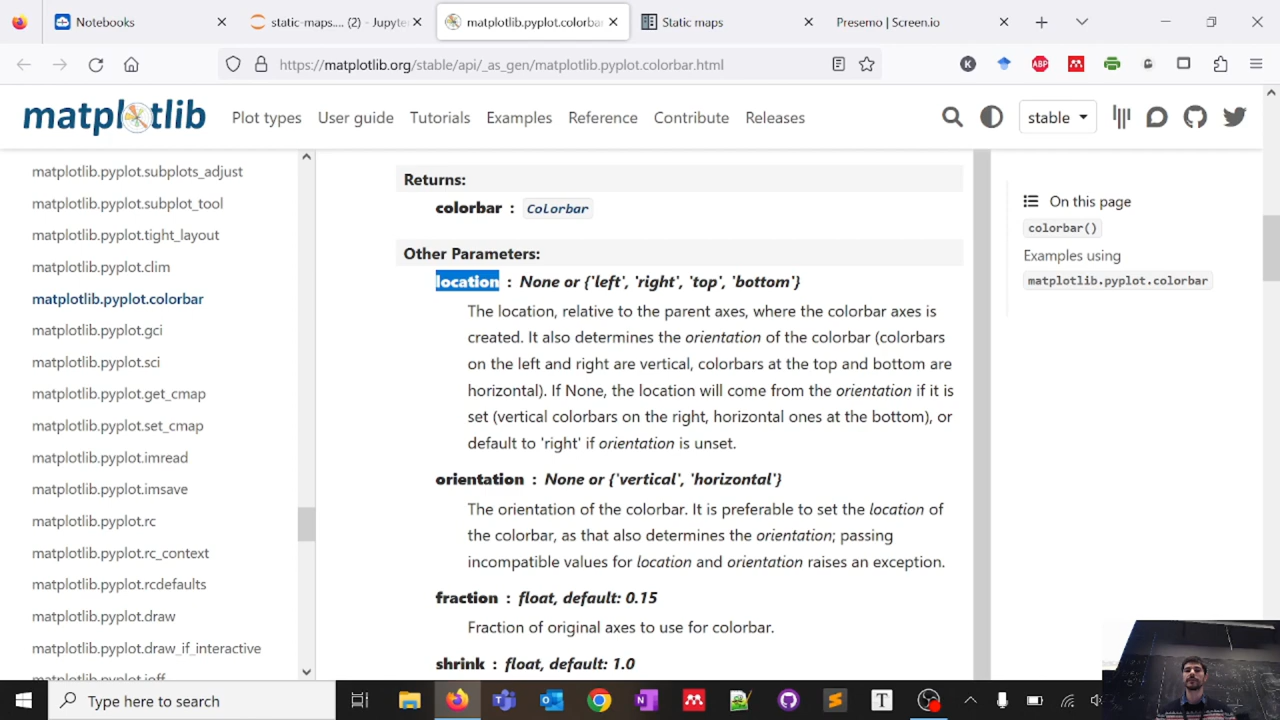 Notebooks
static-maps.... (2) - Jupyte
matplotlib.pyplot.colorba
Static maps
Presemo | Screen.io
https://matplotlib.org/stable/api/_as_gen/matplotlib.pyplot.colorbar.html
K
ABP
matplotlib
Plot types
User guide
Tutorials
Examples
Reference
Contribute
Releases
stable
matplotlib.pyplot.subplots_adjust
matplotlib.pyplot.subplot_tool
matplotlib.pyplot.tight_layout
matplotlib.pyplot.clim
matplotlib.pyplot.colorbar
matplotlib.pyplot.gci
matplotlib.pyplot.sci
matplotlib.pyplot.get_cmap
matplotlib.pyplot.set_cmap
matplotlib.pyplot.imread
matplotlib.pyplot.imsave
matplotlib.pyplot.rc
matplotlib.pyplot.rc_context
matplotlib.pyplot.rcdefaults
matplotlib.pyplot.draw
matplotlib.pyplot.draw_if_interactive
matplotlib.pyplot.ioff
Returns:
colorbar : Colorbar
Other Parameters:
location : None or {'left', 'right', 'top', 'bottom'}
The location, relative to the parent axes, where the colorbar axes is
created. It also determines the orientation of the colorbar (colorbars
on the left and right are vertical, colorbars at the top and bottom are
horizontal). If None, the location will come from the orientation if it is
set (vertical colorbars on the right, horizontal ones at the bottom), or
default to 'right' if orientation is unset.
orientation : None or {'vertical', 'horizontal'}
The orientation of the colorbar. It is preferable to set the location of
the colorbar, as that also determines the orientation; passing
incompatible values for location and orientation raises an exception.
fraction : float, default: 0.15
Fraction of original axes to use for colorbar.
shrink : float, default: 1.0
On this page
colorbar()
Examples using
matplotlib.pyplot.colorbar
Type here to search
T